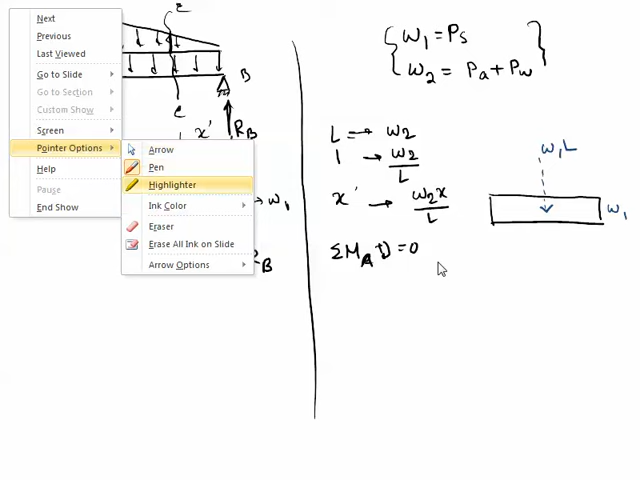 Next
Previous
Last Viewed
Go to Slide
Go to Section
Custom Show
Screen
Pointer Options
Help
Pause
End Show
Arrow
Pen
Highlighter
Ink Color
Eraser
Erase All Ink on Slide
Arrow Options
B
x'
R_B
w_1
B
w_1 = P_s
w_2 = P_a + P_w
L → w_2
1 → w_2/L
x' → w_2x/L
ΣM_A = 0
w_1L
w_1